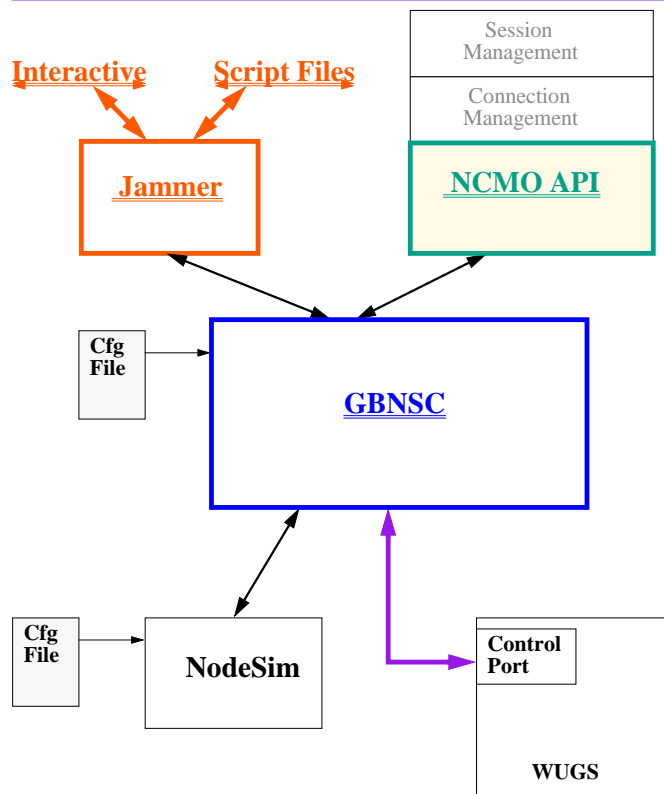 Session
Management
Interactive
Script Files
Connection
Management
Jammer
NCMO API
Cfg
File
GBNSC
Cfg
File
NodeSim
Control
Port
WUGS